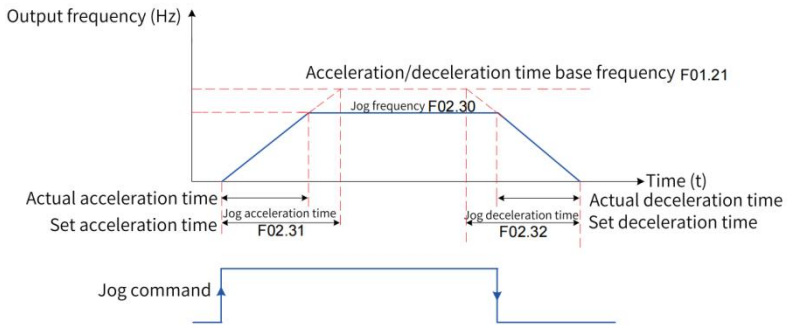 Output frequency (Hz)
Acceleration/deceleration time base frequency F01.21
Jog frequency F02.30
Time (t)
Actual acceleration time
Actual deceleration time
Jog acceleration time
Jog deceleration time
Set acceleration time
F02.31
F02.32
Set deceleration time
Jog command